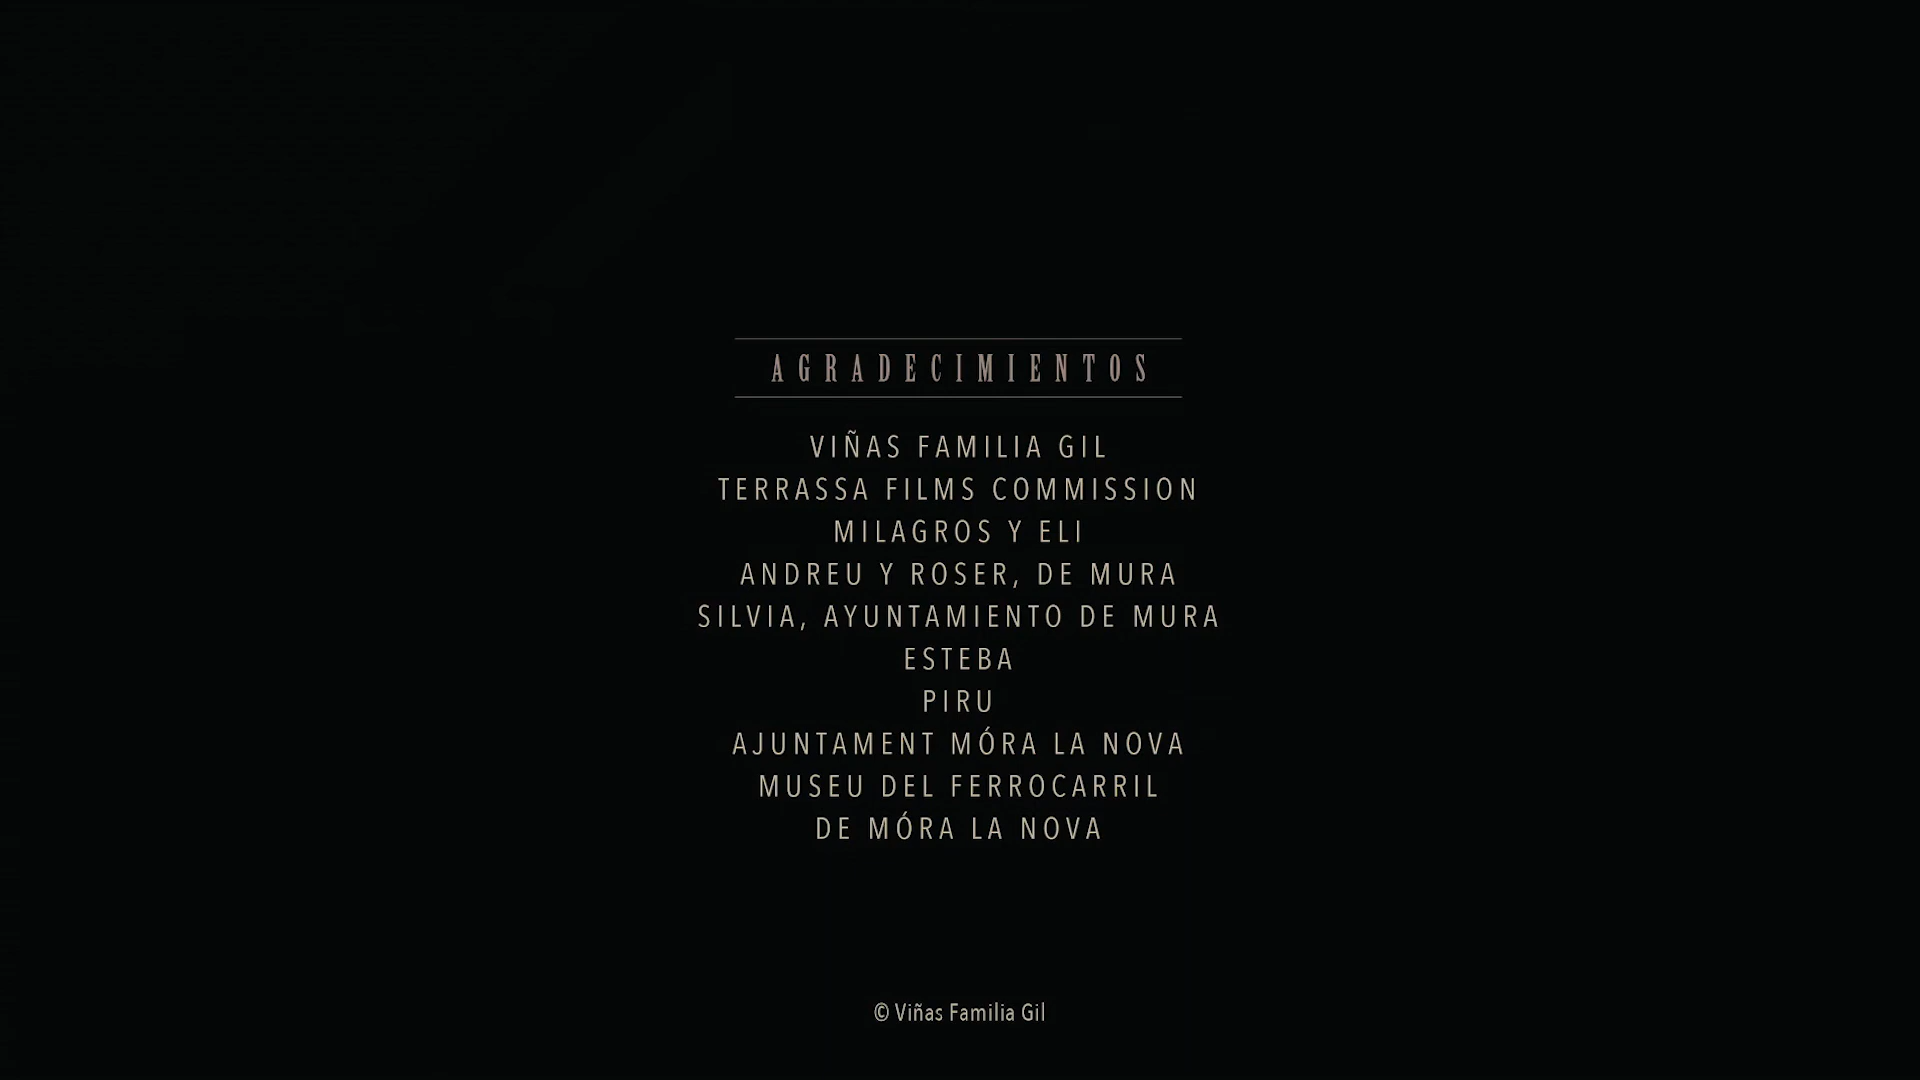 AGRADECIMIENTOS
VIÑAS FAMILIA GIL
TERRASSA FILMS COMMISSION
MILAGROS Y ELI
ANDREU Y ROSER, DE MURA
SILVIA, AYUNTAMIENTO DE MURA
ESTEBA
PIRU
AJUNTAMENT MÓRA LA NOVA
MUSEU DEL FERROCARRIL
DE MÓRA LA NOVA
© Viñas Familia Gil